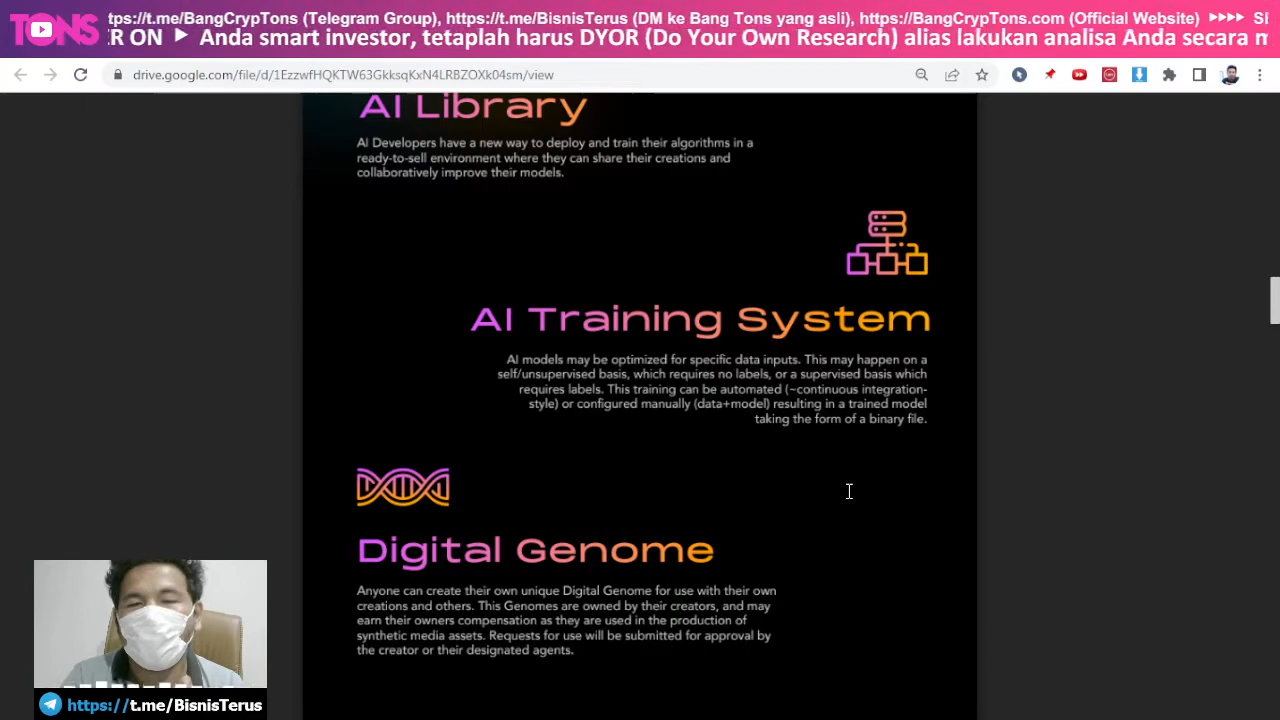 TONS
ttps://t.me/BangCrypTons (Telegram Group), https://t.me/BisnisTerus (DM ke Bang Tons yang asli), https://BangCrypTons.com (Official Website)
ER ON ► Anda smart investor, tetaplah harus DYOR (Do Your Own Research) alias lakukan analisa Anda secara m
drive.google.com/file/d/1EzzwfHQKTW63GkksqKxN4LRBZOXk04sm/view
AI Library
AI Developers have a new way to deploy and train their algorithms in a
ready-to-sell environment where they can share their creations and
collaboratively improve their models.
AI Training System
AI models may be optimized for specific data inputs. This may happen on a
self/unsupervised basis, which requires no labels, or a supervised basis which
requires labels. This training can be automated (~continuous integration-
style) or configured manually (data+model) resulting in a trained model
taking the form of a binary file.
Digital Genome
Anyone can create their own unique Digital Genome for use with their own
creations and others. This Genomes are owned by their creators, and may
earn their owners compensation as they are used in the production of
synthetic media assets. Requests for use will be submitted for approval by
the creator or their designated agents.
https://t.me/BisnisTerus